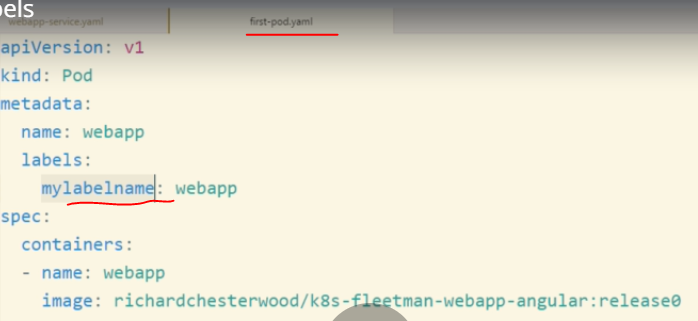 els
webapp-service.yaml first-pod.yaml
apiVersion: v1
kind: Pod
metadata:
  name: webapp
  labels:
    mylabelname: webapp
spec:
  containers:
  - name: webapp
    image: richardchesterwood/k8s-fleetman-webapp-angular:release0